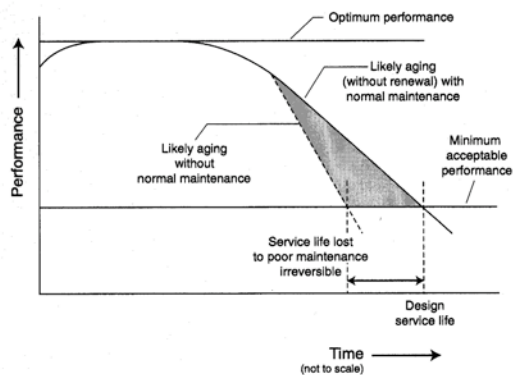 Optimum performance
Likely aging
(without renewal) with
normal maintenance
Performance
Likely aging
without
normal maintenance
Minimum
acceptable
performance
Service life lost
to poor maintenance
irreversible
Design
service life
Time
(not to scale)